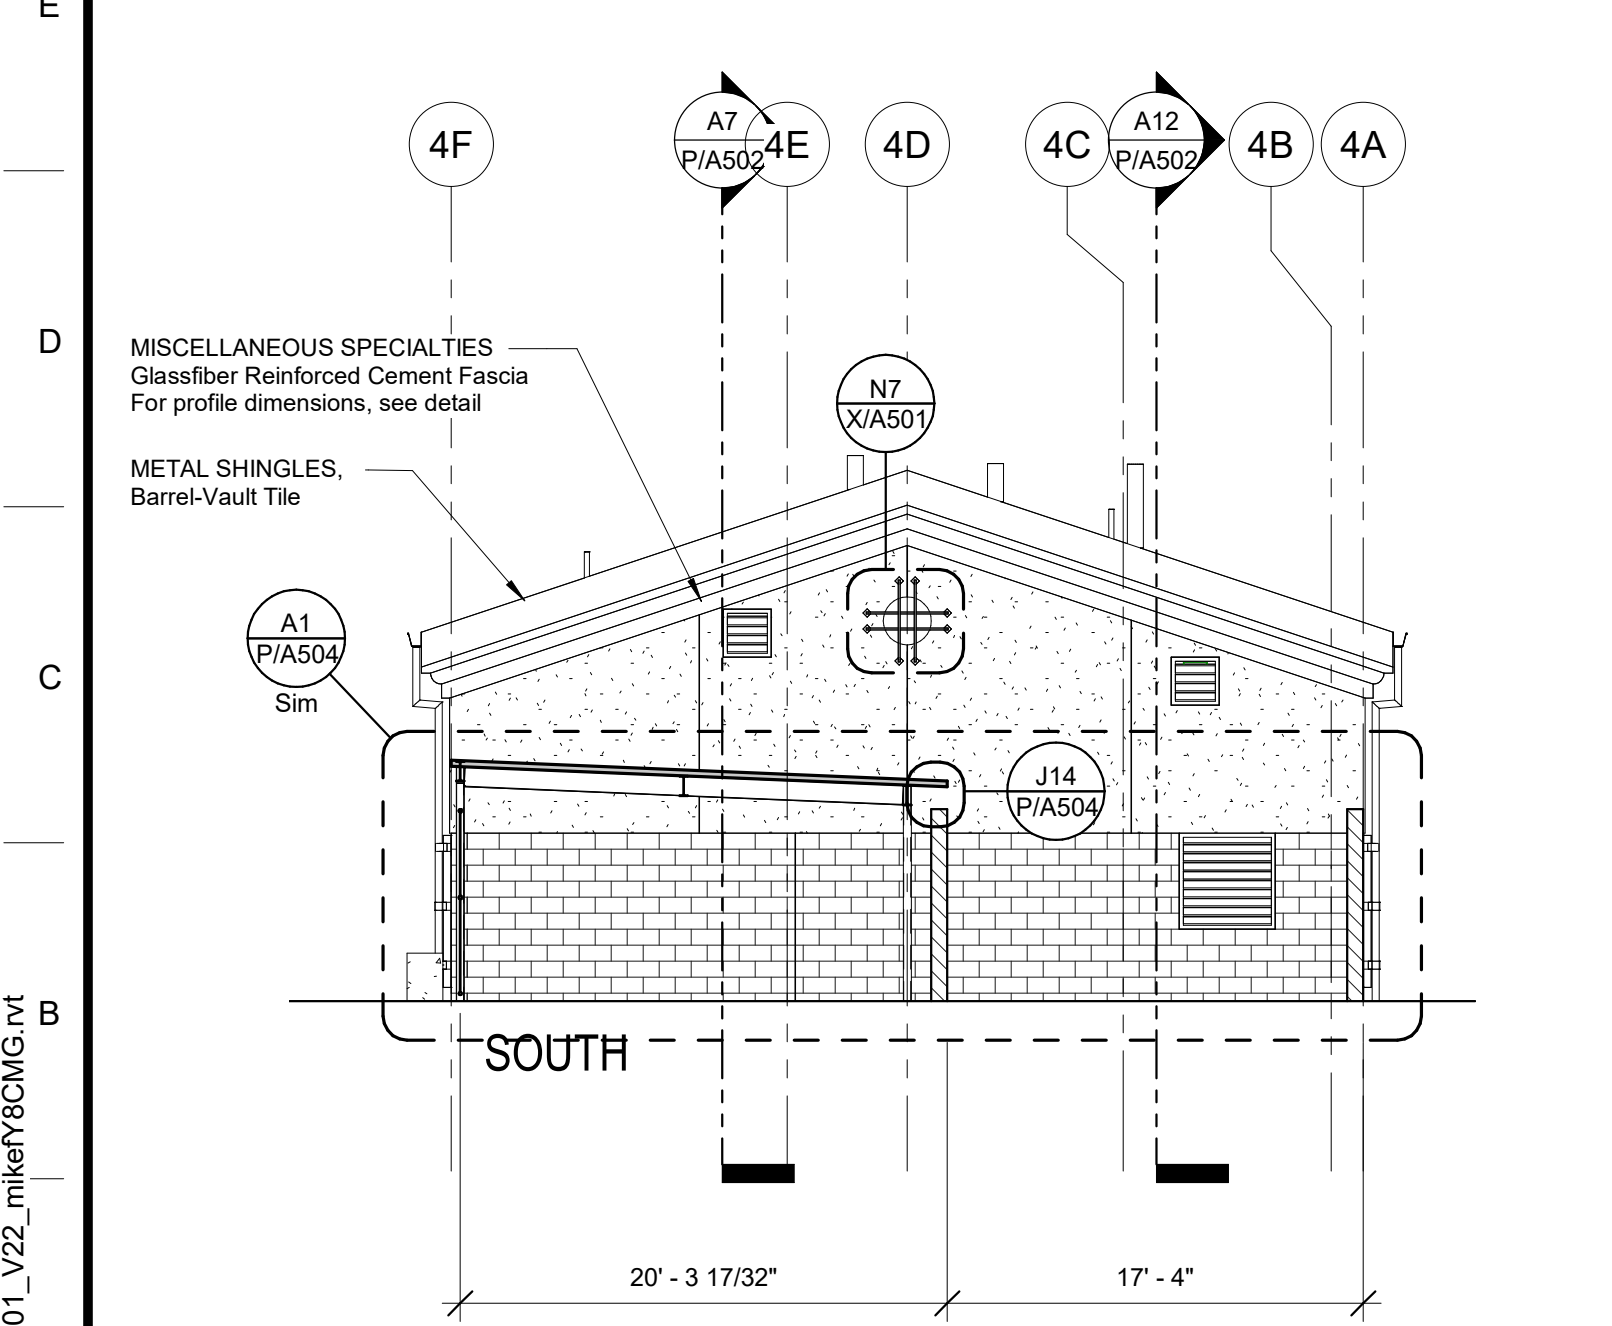 E
A7
P/A502
A12
P/A502
4F
4E
4D
4C
4B
4A
D
MISCELLANEOUS SPECIALTIES
Glassfiber Reinforced Cement Fascia
For profile dimensions, see detail
N7
X/A501
METAL SHINGLES,
Barrel-Vault Tile
A1
P/A504
Sim
C
J14
P/A504
B
SOUTH
01_V22_mikefY8CMG.rvt
20' - 3 17/32"
17' - 4"